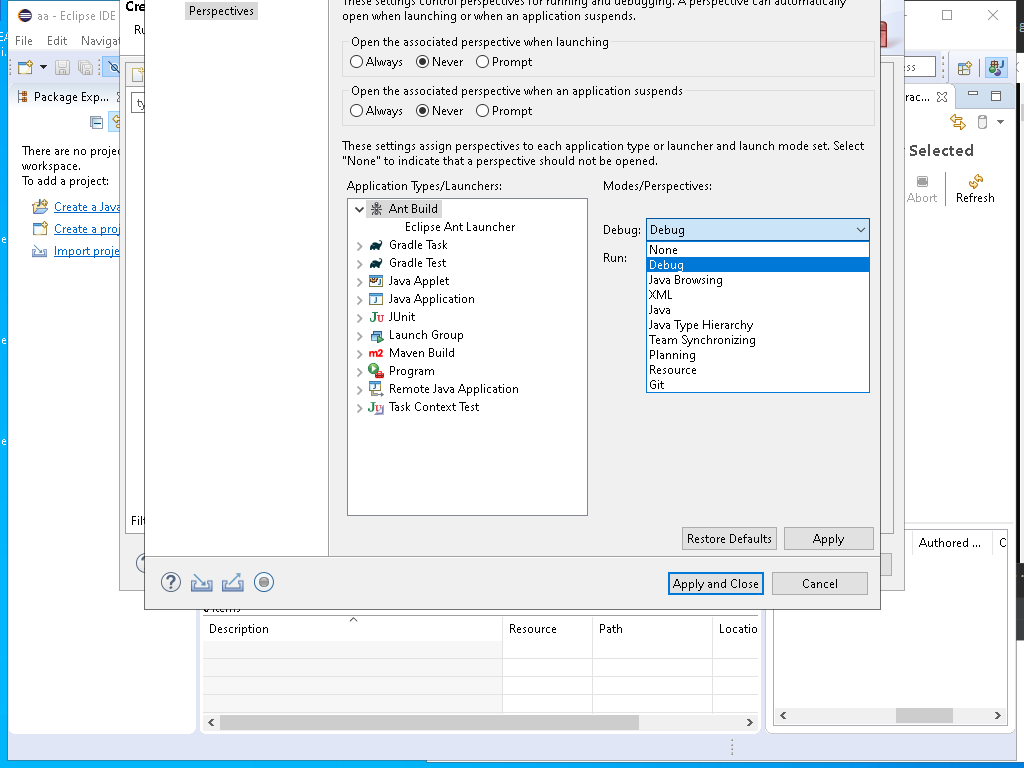 aa - Eclipse IDE
File Edit Navigat
Package Exp...
There are no proje
workspace.
To add a project:
Create a Java
Create a proj
Import proje
Cre
Perspectives
These settings control perspectives for running and debugging. A perspective can automatically
open when launching or when an application suspends.
Open the associated perspective when launching
Always Never Prompt
Open the associated perspective when an application suspends
Always Never Prompt
These settings assign perspectives to each application type or launcher and launch mode set. Select
"None" to indicate that a perspective should not be opened.
Application Types/Launchers:
Ant Build
Eclipse Ant Launcher
Gradle Task
Gradle Test
Java Applet
Java Application
JUnit
Launch Group
Maven Build
Program
Remote Java Application
Task Context Test
Modes/Perspectives:
Debug: Debug
Run:
None
Debug
Java Browsing
XML
Java
Java Type Hierarchy
Team Synchronizing
Planning
Resource
Git
Restore Defaults Apply
Apply and Close Cancel
Selected
Abort Refresh
Authored ...
Description Resource Path Locatio